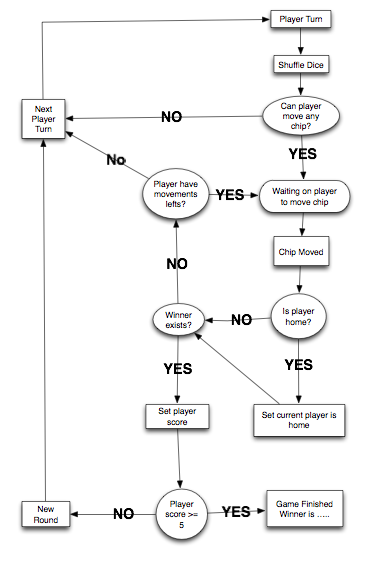 Player Turn
Shuffle Dice
Can player
move any
chip?
NO
Next
Player
Turn
YES
No
Player have
movements
lefts?
YES
Waiting on player
to move chip
Chip Moved
NO
Winner
exists?
NO
Is player
home?
YES
YES
Set player
score
Set current player is
home
New
Round
NO
Player
score >=
5
YES
Game Finished
Winner is .....